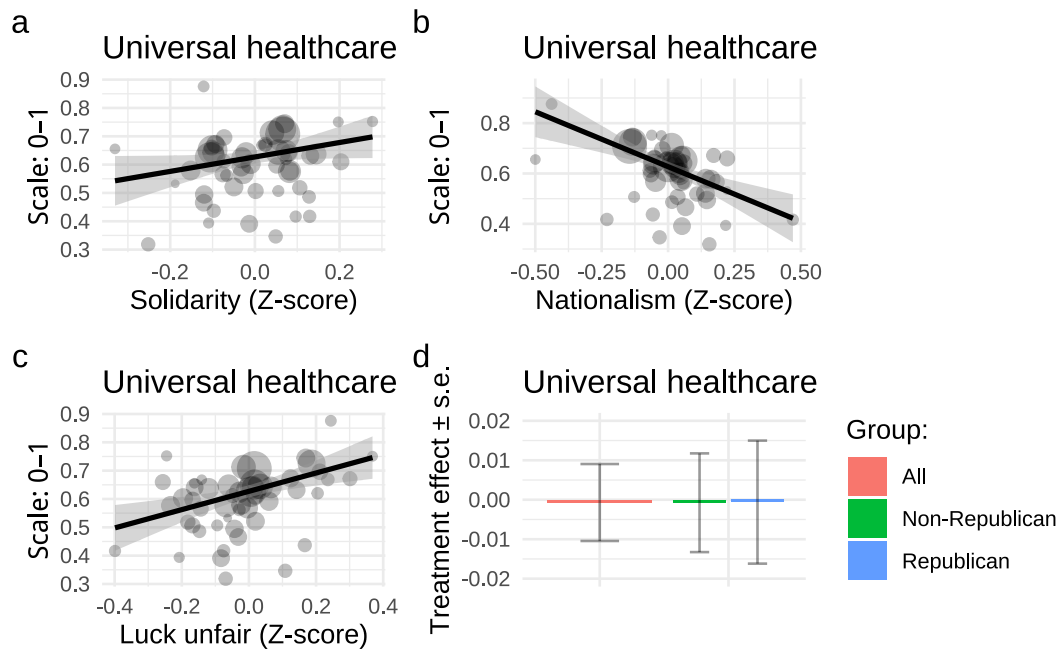 a
Universal healthcare
Scale: 0–1
0.9
0.8
0.7
0.6
0.5
0.4
0.3
-0.2
0.0
0.2
Solidarity (Z-score)
b
Universal healthcare
Scale: 0–1
0.8
0.6
0.4
-0.50
-0.25
0.00
0.25
0.50
Nationalism (Z-score)
c
Universal healthcare
Scale: 0–1
0.9
0.8
0.7
0.6
0.5
0.4
0.3
-0.4
-0.2
0.0
0.2
0.4
Luck unfair (Z-score)
d
Universal healthcare
Treatment effect ± s.e.
0.02
0.01
0.00
-0.01
-0.02
Group:
All
Non-Republican
Republican